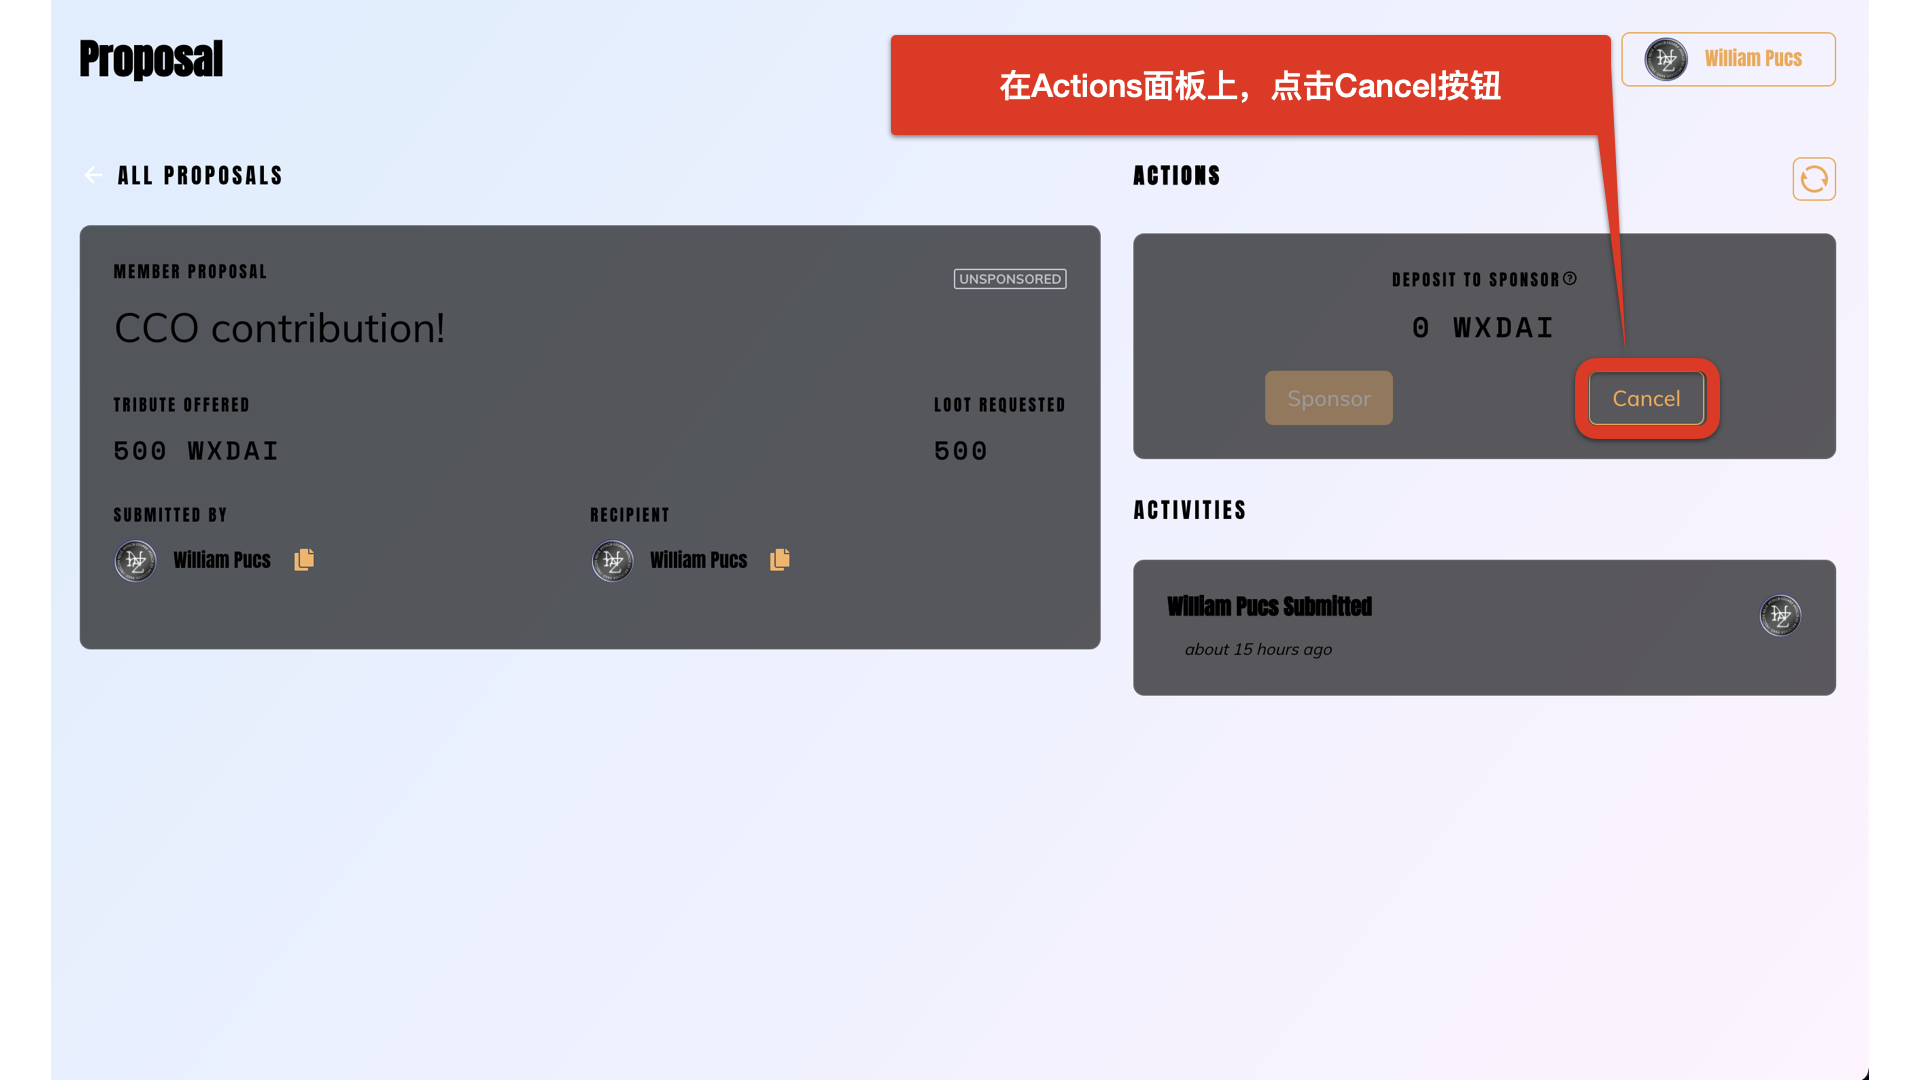 Proposal
在Actions面板上，点击Cancel按钮
William Pucs
ALL PROPOSALS
MEMBER PROPOSAL
UNSPONSORED
CCO contribution!
TRIBUTE OFFERED
LOOT REQUESTED
500 WXDAI
500
SUBMITTED BY
RECIPIENT
William Pucs
William Pucs
ACTIONS
DEPOSIT TO SPONSOR
0 WXDAI
Sponsor
Cancel
ACTIVITIES
William Pucs Submitted
about 15 hours ago